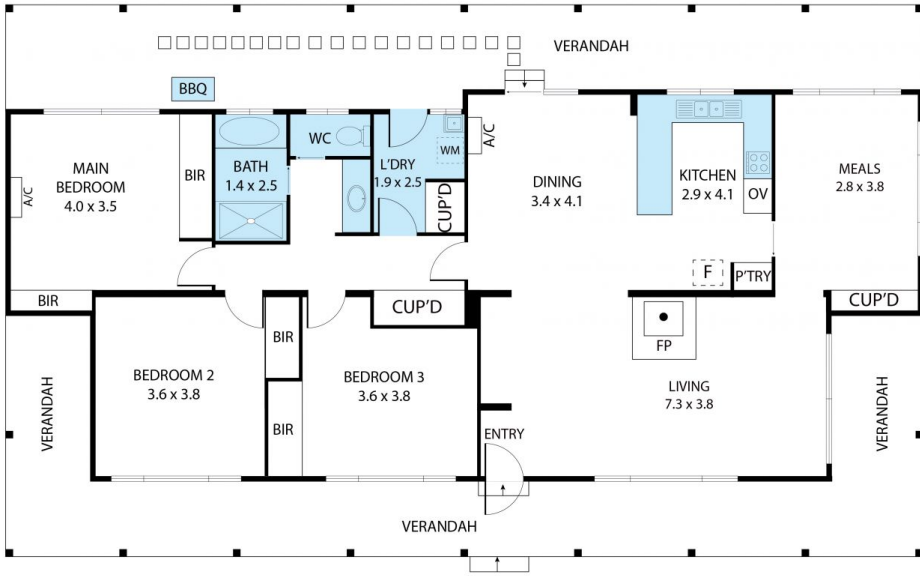 VERANDAH
BBQ
MAIN
BEDROOM
4.0 x 3.5
A/C
BIR
BIR
BATH
1.4 x 2.5
WC
L'DRY
1.9 x 2.5
WM
CUP'D
A/C
DINING
3.4 x 4.1
KITCHEN
2.9 x 4.1
OV
F
P'TRY
MEALS
2.8 x 3.8
CUP'D
CUP'D
VERANDAH
BEDROOM 2
3.6 x 3.8
BIR
BIR
BEDROOM 3
3.6 x 3.8
FP
LIVING
7.3 x 3.8
ENTRY
VERANDAH
VERANDAH